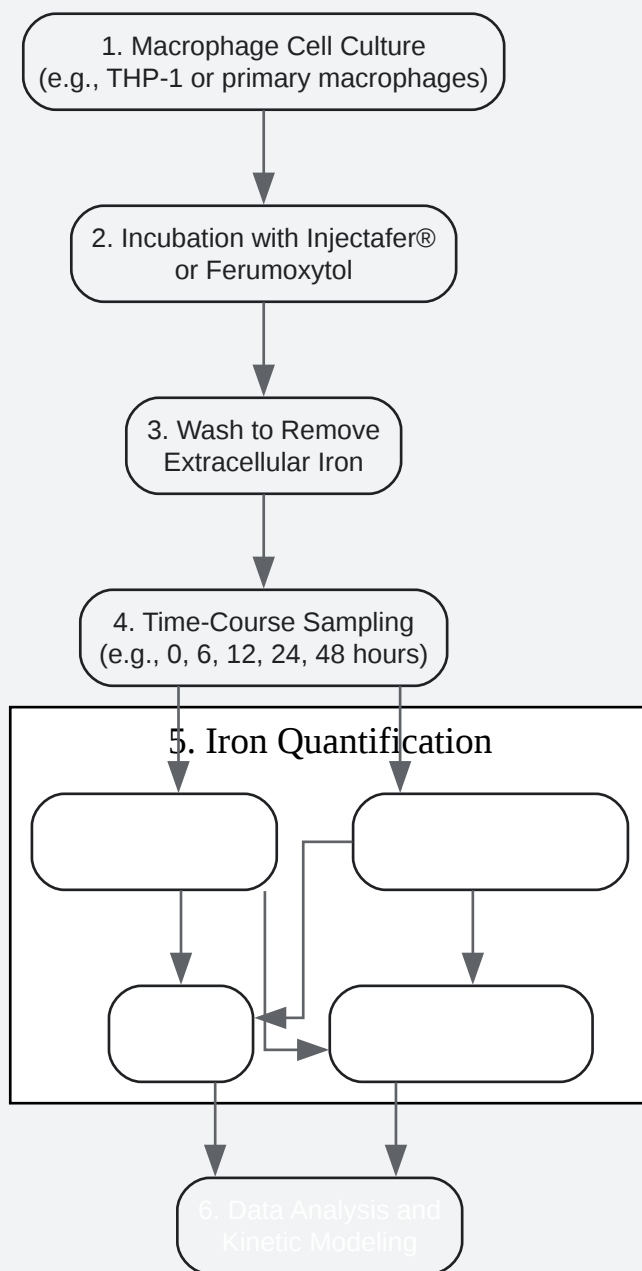 1. Macrophage Cell Culture
(e.g., THP-1 or primary macrophages)
2. Incubation with Injectafer®
or Ferumoxytol
3. Wash to Remove
Extracellular Iron
4. Time-Course Sampling
(e.g., 0, 6, 12, 24, 48 hours)
5. Iron Quantification
6. Data Analysis and
Kinetic Modeling